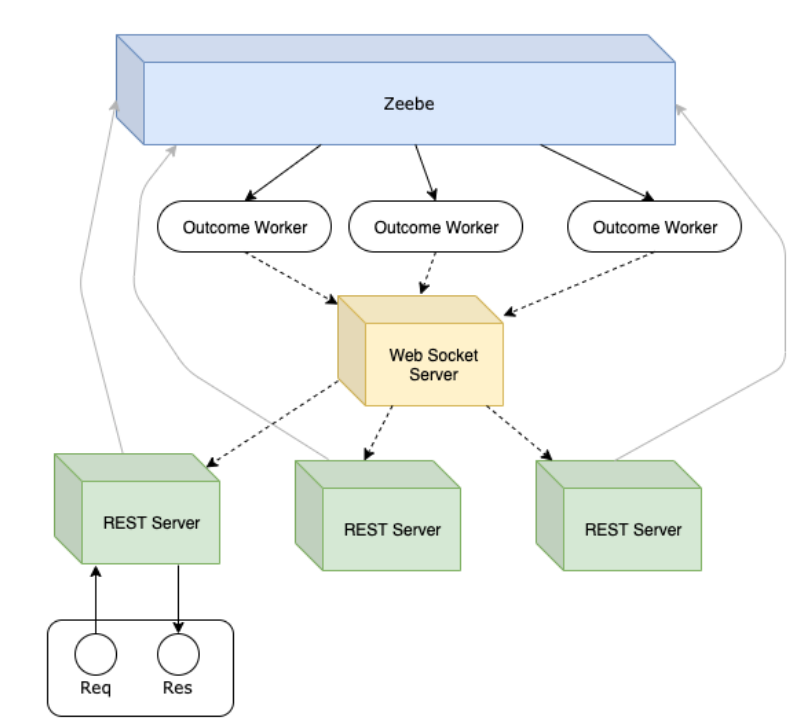 Zeebe
Outcome Worker
Outcome Worker
Outcome Worker
Web Socket
Server
REST Server
REST Server
REST Server
Req
Res